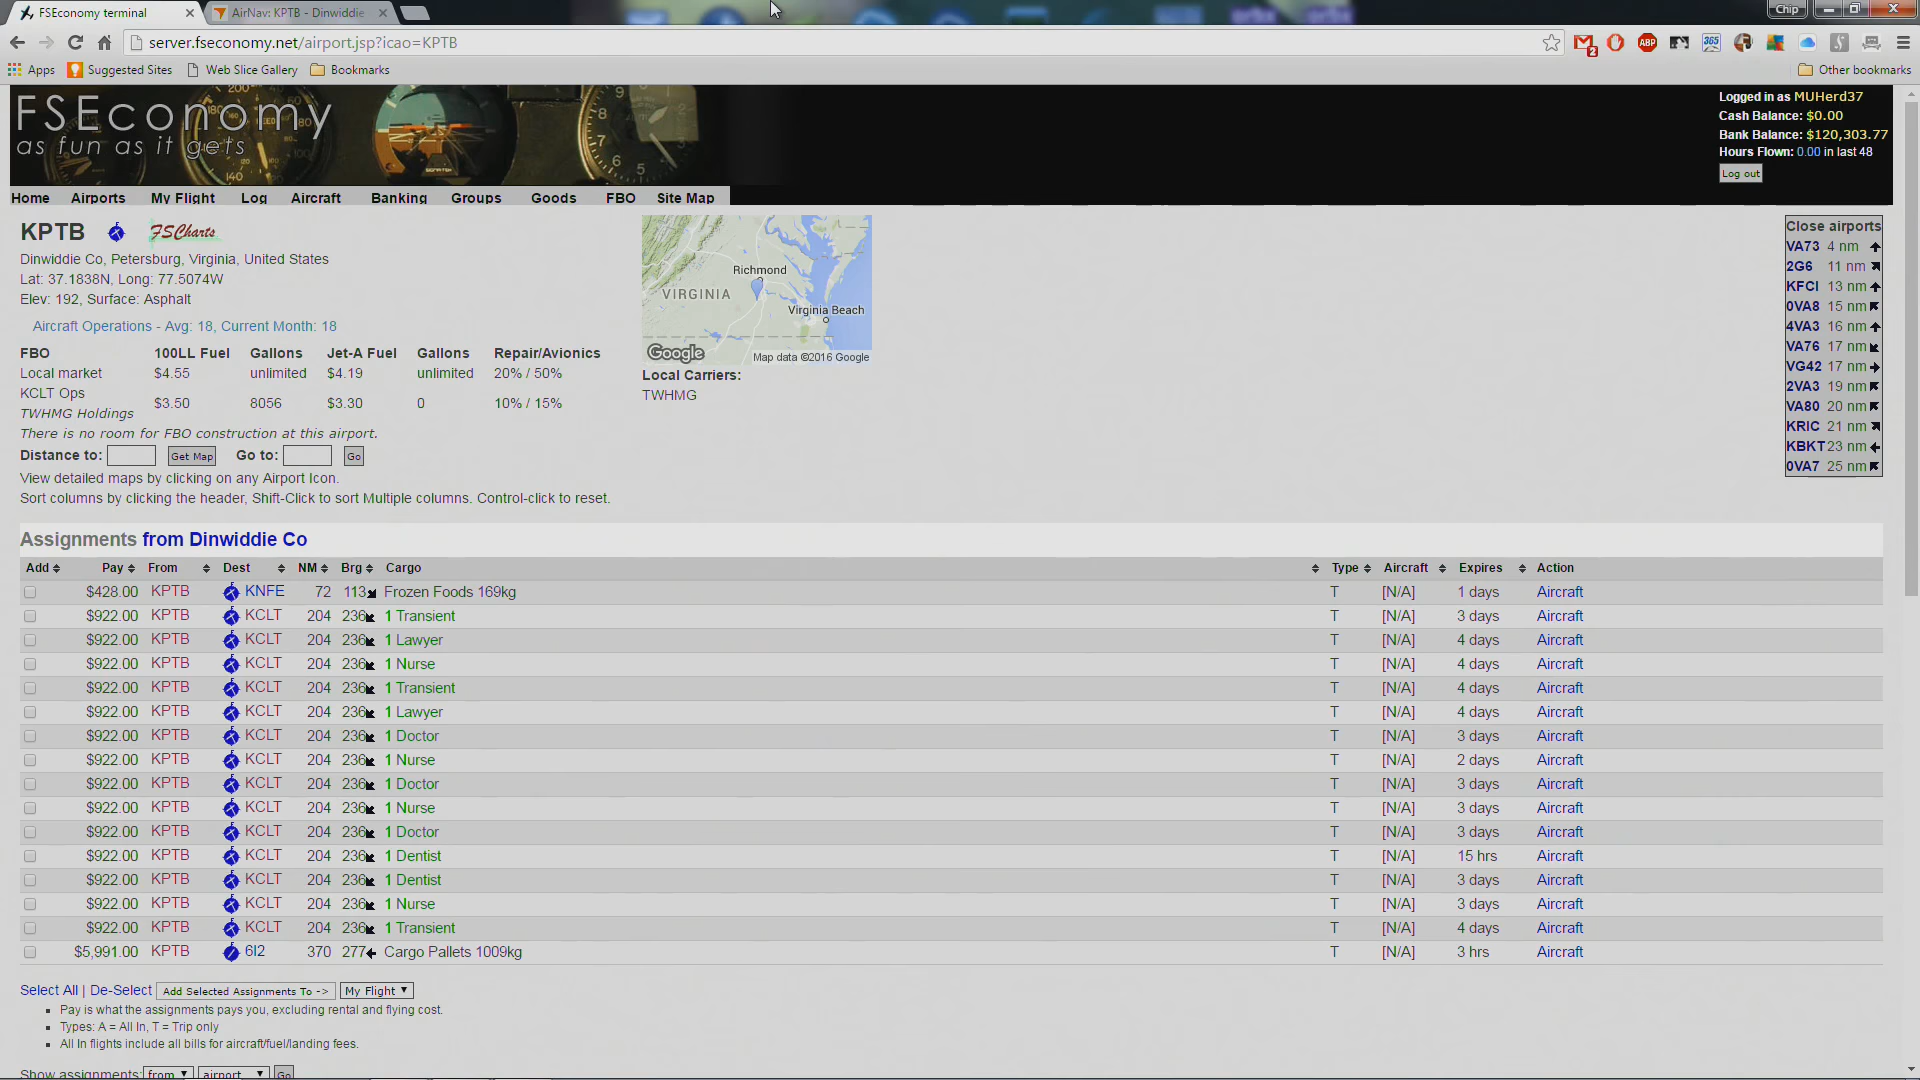 FSEconomy terminal
AirNav: KPTB - Dinwiddie
Chip
server.fseconomy.net/airport.jsp?icao=KPTB
Apps Suggested Sites Web Slice Gallery Bookmarks Other bookmarks
FSEconomy
as fun as it gets
Logged in as MUHerd37
Cash Balance: $0.00
Bank Balance: $120,303.77
Hours Flown: 0.00 in last 48
Log out
Home Airports My Flight Log Aircraft Banking Groups Goods FBO Site Map
KPTB FSCharts
Dinwiddie Co, Petersburg, Virginia, United States
Lat: 37.1838N, Long: 77.5074W
Elev: 192, Surface: Asphalt
Aircraft Operations - Avg: 18, Current Month: 18
FBO 100LL Fuel Gallons Jet-A Fuel Gallons Repair/Avionics
Local market $4.55 unlimited $4.19 unlimited 20% / 50%
KCLT Ops
TWHMG Holdings $3.50 8056 $3.30 0 10% / 15%
There is no room for FBO construction at this airport.
Distance to: Get Map Go to: Go
View detailed maps by clicking on any Airport Icon.
Sort columns by clicking the header, Shift-Click to sort Multiple columns. Control-click to reset.
Richmond
VIRGINIA
Virginia Beach
Google
Map data ©2016 Google
Local Carriers:
TWHMG
Close airports
VA73 4 nm
2G6 11 nm
KFCI 13 nm
0VA8 15 nm
4VA3 16 nm
VA76 17 nm
VG42 17 nm
2VA3 19 nm
VA80 20 nm
KRIC 21 nm
KBKT 23 nm
0VA7 25 nm
Assignments from Dinwiddie Co
Add Pay From Dest NM Brg Cargo Type Aircraft Expires Action
$428.00 KPTB KNFE 72 113 Frozen Foods 169kg T [N/A] 1 days Aircraft
$922.00 KPTB KCLT 204 236 1 Transient T [N/A] 3 days Aircraft
$922.00 KPTB KCLT 204 236 1 Lawyer T [N/A] 4 days Aircraft
$922.00 KPTB KCLT 204 236 1 Nurse T [N/A] 4 days Aircraft
$922.00 KPTB KCLT 204 236 1 Transient T [N/A] 4 days Aircraft
$922.00 KPTB KCLT 204 236 1 Lawyer T [N/A] 4 days Aircraft
$922.00 KPTB KCLT 204 236 1 Doctor T [N/A] 3 days Aircraft
$922.00 KPTB KCLT 204 236 1 Nurse T [N/A] 2 days Aircraft
$922.00 KPTB KCLT 204 236 1 Doctor T [N/A] 3 days Aircraft
$922.00 KPTB KCLT 204 236 1 Nurse T [N/A] 3 days Aircraft
$922.00 KPTB KCLT 204 236 1 Doctor T [N/A] 3 days Aircraft
$922.00 KPTB KCLT 204 236 1 Dentist T [N/A] 15 hrs Aircraft
$922.00 KPTB KCLT 204 236 1 Dentist T [N/A] 3 days Aircraft
$922.00 KPTB KCLT 204 236 1 Nurse T [N/A] 3 days Aircraft
$922.00 KPTB KCLT 204 236 1 Transient T [N/A] 4 days Aircraft
$5,991.00 KPTB 6I2 370 277 Cargo Pallets 1009kg T [N/A] 3 hrs Aircraft
Select All | De-Select Add Selected Assignments To -> My Flight
Pay is what the assignments pays you, excluding rental and flying cost.
Types: A = All In, T = Trip only
All In flights include all bills for aircraft/fuel/landing fees.
Show assignments: from airport Go